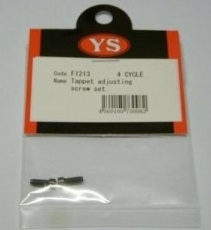 YS
Code F1213 4 CYCLE
Name Tappet adjusting
screw set